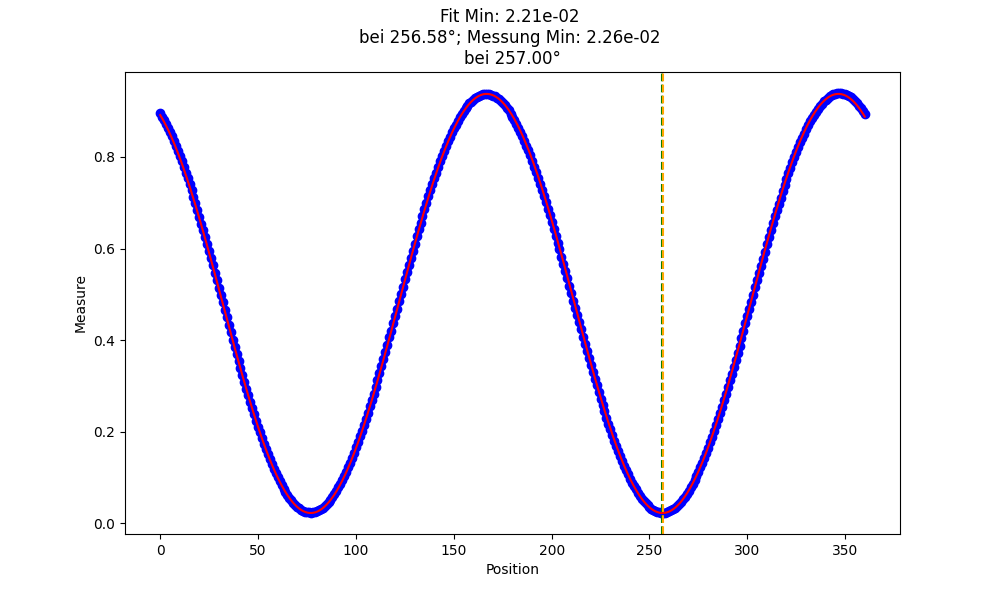 Fit Min: 2.21e-02
bei 256.58°; Messung Min: 2.26e-02
bei 257.00°
Measure
0.8
0.6
0.4
0.2
0.0
0 50 100 150 200 250 300 350
Position